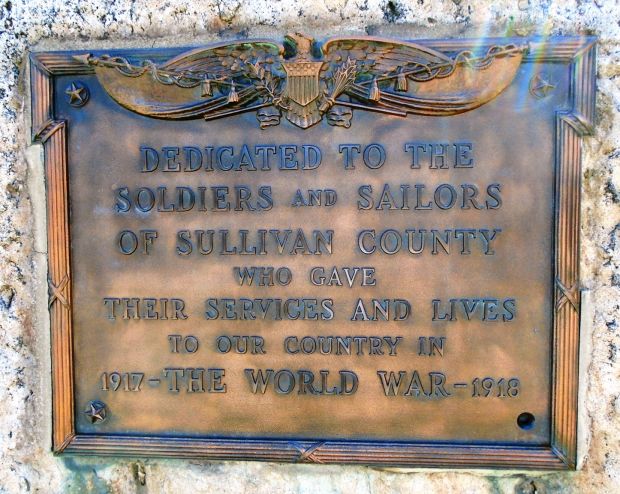 DEDICATED TO THE
SOLDIERS AND SAILORS
OF SULLIVAN COUNTY
WHO GAVE
THEIR SERVICES AND LIVES
TO OUR COUNTRY IN
1917-THE WORLD WAR-1918